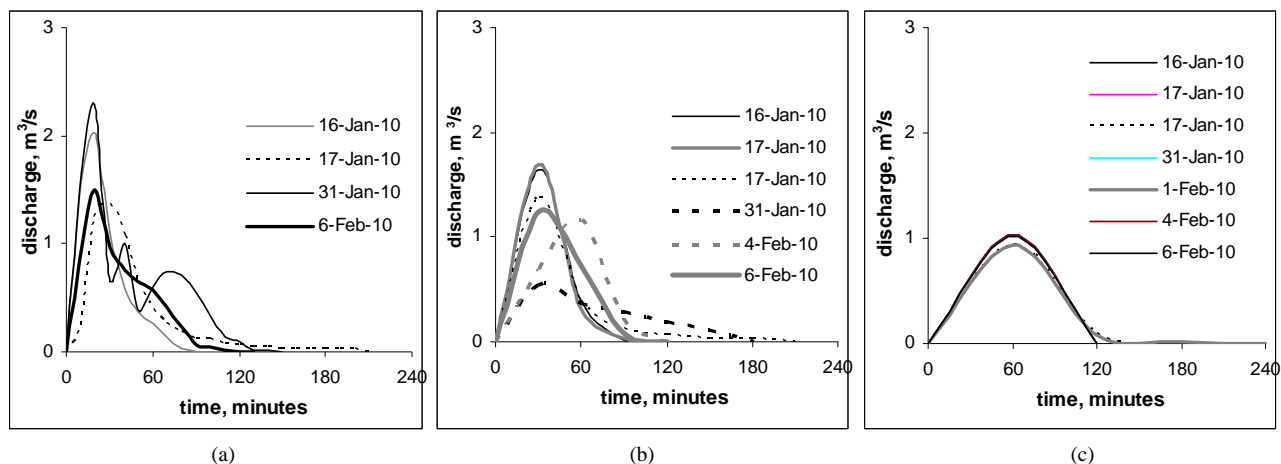 3
2
1
0
discharge, m³/s
16-Jan-10
17-Jan-10
31-Jan-10
6-Feb-10
0 60 120 180 240
time, minutes
(a)
3
2
1
0
discharge, m³/s
16-Jan-10
17-Jan-10
17-Jan-10
31-Jan-10
4-Feb-10
6-Feb-10
0 60 120 180 240
time, minutes
(b)
3
2
1
0
discharge, m³/s
16-Jan-10
17-Jan-10
17-Jan-10
31-Jan-10
1-Feb-10
4-Feb-10
6-Feb-10
0 60 120 180 240
time, minutes
(c)